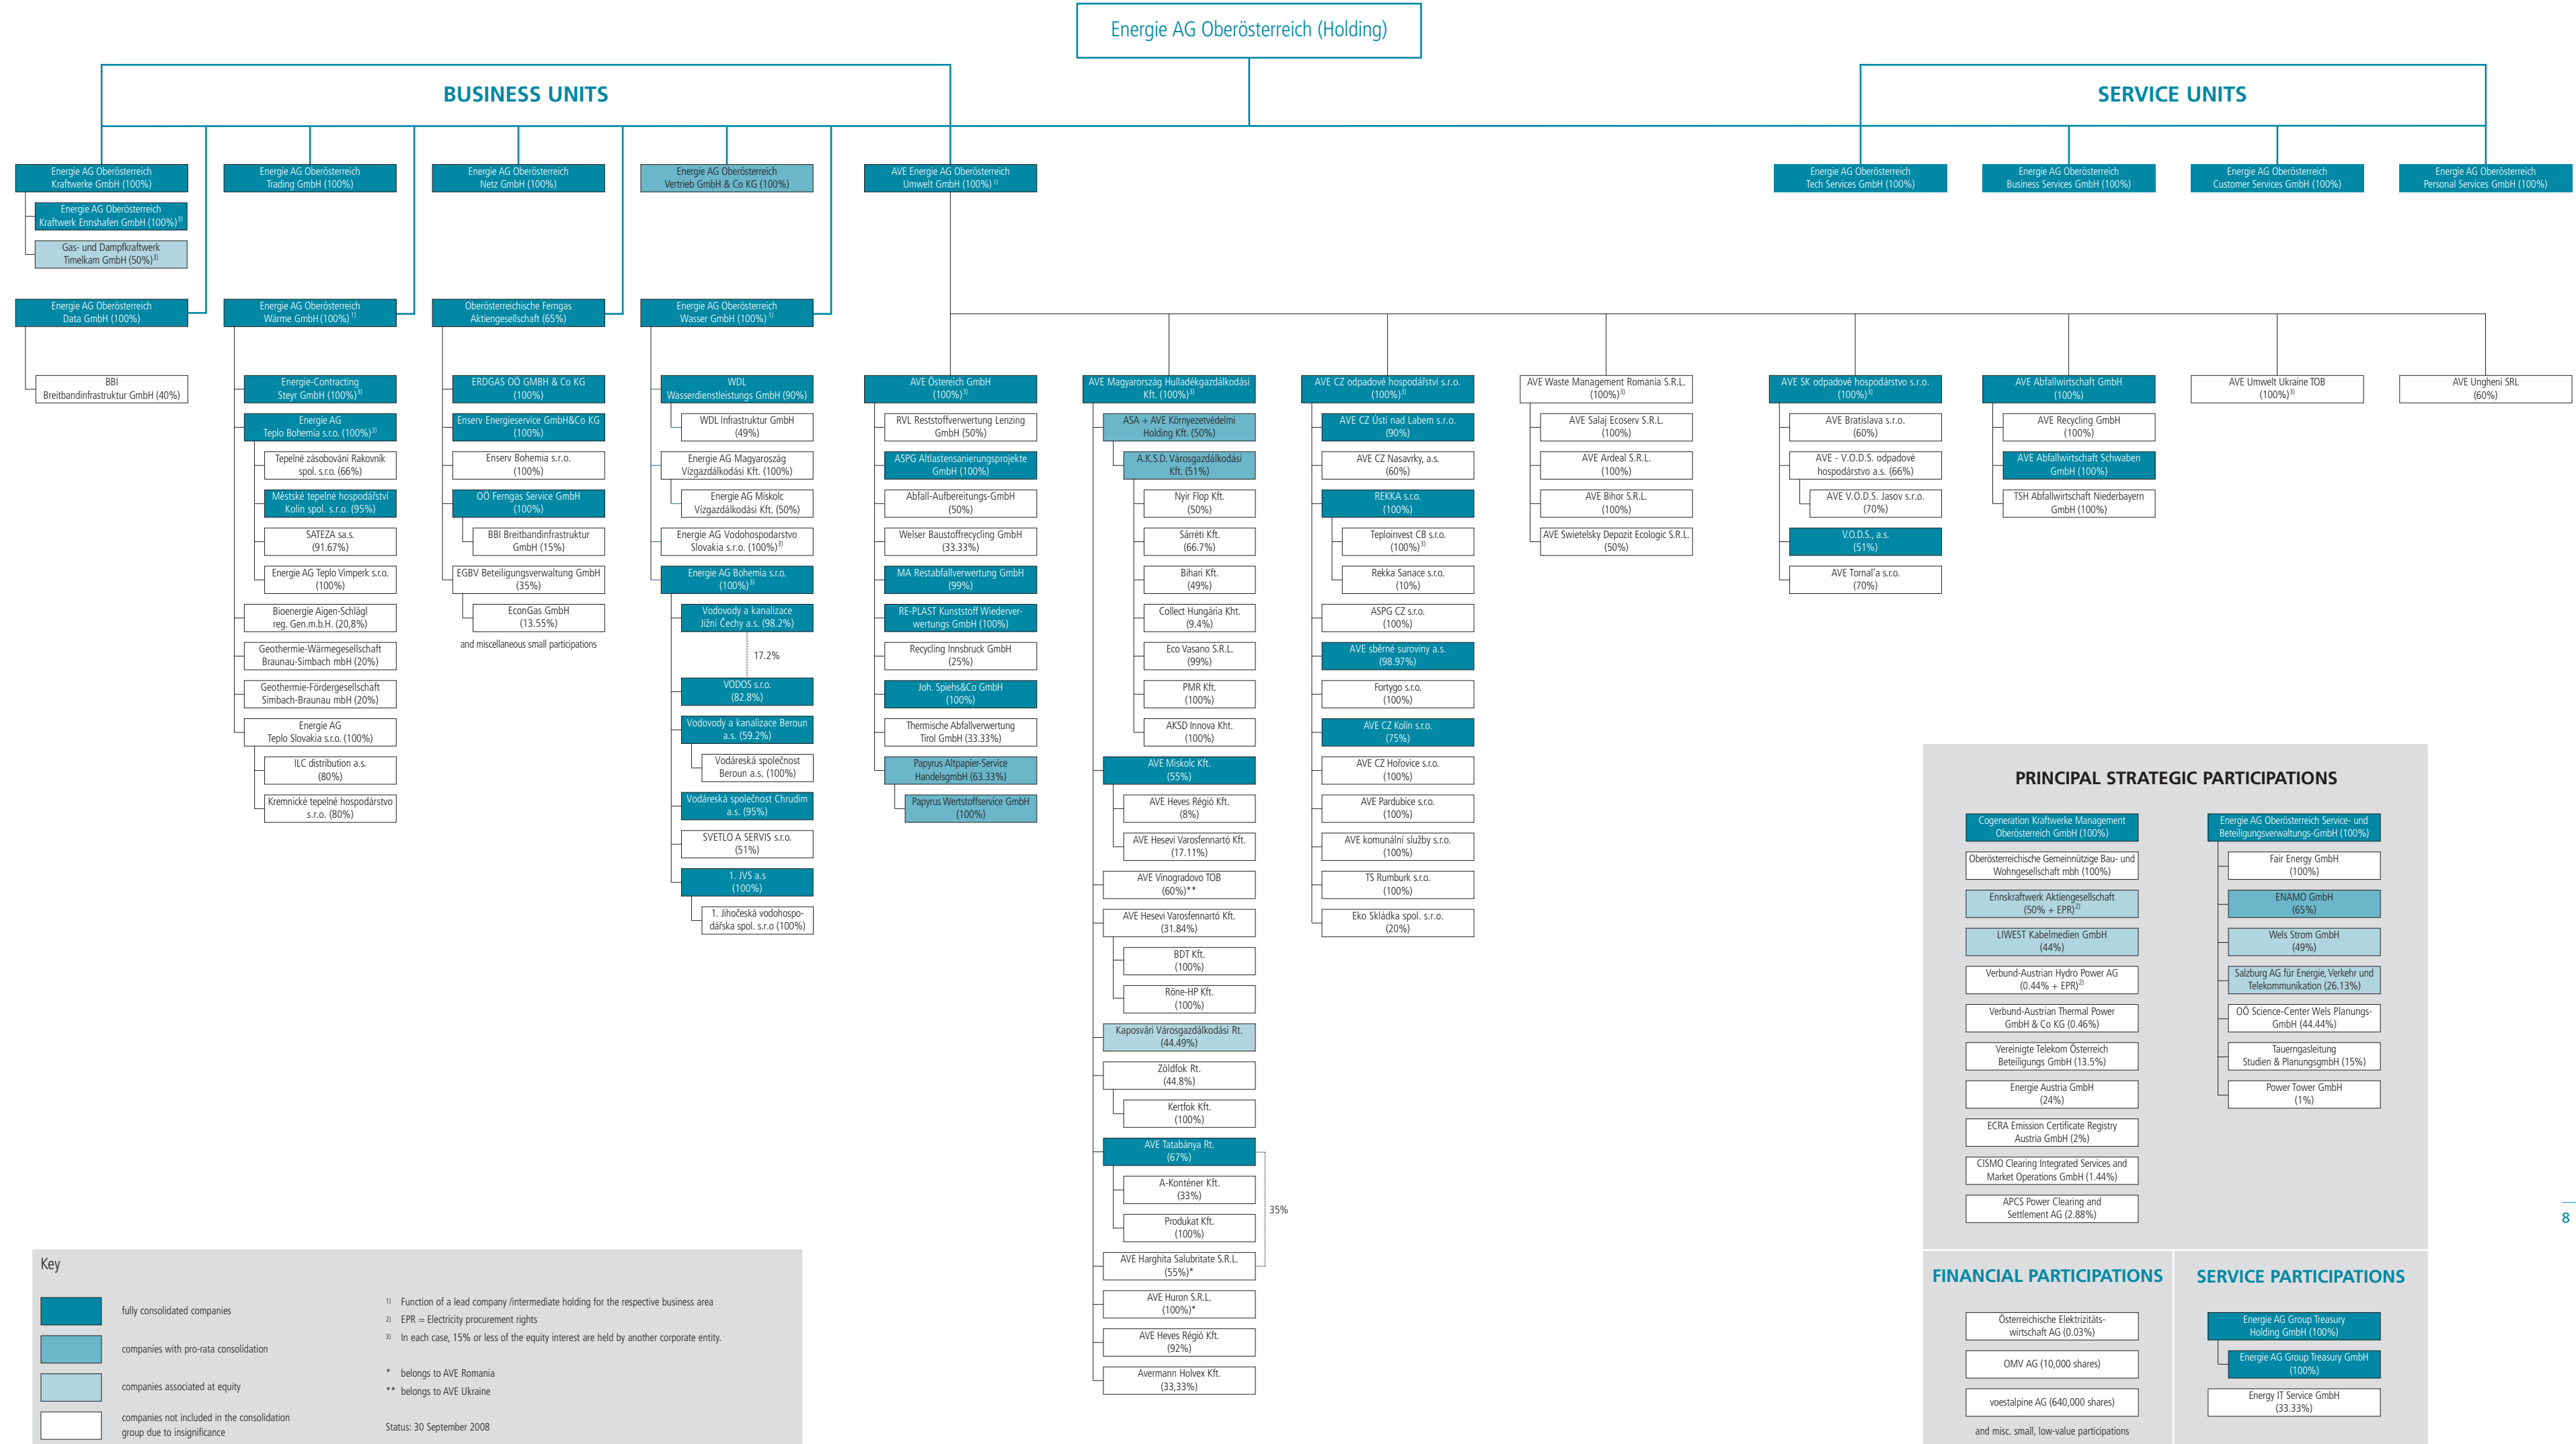 Energie AG Oberösterreich (Holding)
BUSINESS UNITS
SERVICE UNITS
Energie AG Oberösterreich
Kraftwerke GmbH (100%)
Energie AG Oberösterreich
Kraftwerk Ennshafen GmbH (100%)3)
Gas- und Dampfkraftwerk
Timelkam GmbH (50%)3)
Energie AG Oberösterreich
Trading GmbH (100%)
Energie AG Oberösterreich
Netz GmbH (100%)
Energie AG Oberösterreich
Vertrieb GmbH & Co KG (100%)
AVE Energie AG Oberösterreich
Umwelt GmbH (100%) 1)
Energie AG Oberösterreich
Tech Services GmbH (100%)
Energie AG Oberösterreich
Business Services GmbH (100%)
Energie AG Oberösterreich
Customer Services GmbH (100%)
Energie AG Oberösterreich
Personal Services GmbH (100%)
Energie AG Oberösterreich
Data GmbH (100%)
BBI
Breitbandinfrastruktur GmbH (40%)
Energie AG Oberösterreich
Wärme GmbH (100%) 1)
Energie-Contracting
Steyr GmbH (100%)3)
Energie AG
Teplo Bohemia s.r.o. (100%)3)
Tepelné zásobování Rakovník
spol. s.r.o. (66%)
Městské tepelné hospodářství
Kolín spol. s.r.o. (95%)
SATEZA sa.s.
(91.67%)
Energie AG Teplo Vimperk s.r.o.
(100%)
Bioenergie Aigen-Schlägl
reg. Gen.m.b.H. (20,8%)
Geothermie-Wärmegesellschaft
Braunau-Simbach mbH (20%)
Geothermie-Fördergesellschaft
Simbach-Braunau mbH (20%)
Energie AG
Teplo Slovakia s.r.o. (100%)
ILC distribution a.s.
(80%)
Kremnické tepelné hospodárstvo
s.r.o. (80%)
Oberösterreichische Ferngas
Aktiengesellschaft (65%)
ERDGAS OÖ GMBH & Co KG
(100%)
Enserv Energieservice GmbH&Co KG
(100%)
Enserv Bohemia s.r.o.
(100%)
OÖ Ferngas Service GmbH
(100%)
BBI Breitbandinfrastruktur
GmbH (15%)
EGBV Beteiligungsverwaltung GmbH
(35%)
EconGas GmbH
(13.55%)
and miscellaneous small participations
Energie AG Oberösterreich
Wasser GmbH (100%) 1)
WDL
Wasserdienstleistungs GmbH (90%)
WDL Infrastruktur GmbH
(49%)
Energie AG Magyaroszág
Vízgazdálkodási Kft. (100%)
Energie AG Miskolc
Vízgazdálkodási Kft. (50%)
Energie AG Vodohospodarstvo
Slovakia s.r.o. (100%)3)
Energie AG Bohemia s.r.o.
(100%)3)
Vodovody a kanalizace
Jižní Čechy a.s. (98.2%)
17.2%
VODOS s.r.o.
(82.8%)
Vodovody a kanalizace Beroun
a.s. (59.2%)
Vodáreská společnost
Beroun a.s. (100%)
Vodáreská společnost Chrudim
a.s. (95%)
SVETLO A SERVIS s.r.o.
(51%)
1. JVS a.s
(100%)
1. Jihočeská vodohospo-
dářska spol. s.r.o (100%)
AVE Östereich GmbH
(100%)3)
RVL Reststoffverwertung Lenzing
GmbH (50%)
ASPG Altlastensanierungsprojekte
GmbH (100%)
Abfall-Aufbereitungs-GmbH
(50%)
Welser Baustoffrecycling GmbH
(33.33%)
MA Restabfallverwertung GmbH
(99%)
RE-PLAST Kunststoff Wiederver-
wertungs GmbH (100%)
Recycling Innsbruck GmbH
(25%)
Joh. Spiehs&Co GmbH
(100%)
Thermische Abfallverwertung
Tirol GmbH (33.33%)
Papyrus Altpapier-Service
HandelsgmbH (63.33%)
Papyrus Wertstoffservice GmbH
(100%)
AVE Magyarország Hulladékgazdálkodási
Kft. (100%)3)
ASA + AVE Környezetvédelmi
Holding Kft. (50%)
A.K.S.D. Városgazdálkodási
Kft. (51%)
Nyír Flop Kft.
(50%)
Sárréti Kft.
(66.7%)
Bihari Kft.
(49%)
Collect Hungária Kht.
(9.4%)
Eco Vasano S.R.L.
(99%)
PMR Kft.
(100%)
AKSD Innova Kht.
(100%)
AVE Miskolc Kft.
(55%)
AVE Heves Régió Kft.
(8%)
AVE Hesevi Varosfennartó Kft.
(17.11%)
AVE Vinogradovo TOB
(60%)**
AVE Hesevi Varosfennartó Kft.
(31.84%)
BDT Kft.
(100%)
Röne-HP Kft.
(100%)
Kaposvári Városgazdálkodási Rt.
(44.49%)
Zöldfok Rt.
(44.8%)
Kertfok Kft.
(100%)
AVE Tatabánya Rt.
(67%)
A-Konténer Kft.
(33%)
Produkat Kft.
(100%)
35%
AVE Harghita Salubritate S.R.L.
(55%)*
AVE Huron S.R.L.
(100%)*
AVE Heves Régió Kft.
(92%)
Avermann Holvex Kft.
(33,33%)
AVE CZ odpadové hospodářství s.r.o.
(100%)3)
AVE CZ Ústí nad Labem s.r.o.
(90%)
AVE CZ Nasavrky, a.s.
(60%)
REKKA s.r.o.
(100%)
Teploinvest CB s.r.o.
(100%)3)
Rekka Sanace s.r.o.
(10%)
ASPG CZ s.r.o.
(100%)
AVE sběrné suroviny a.s.
(98.97%)
Fortygo s.r.o.
(100%)
AVE CZ Kolín s.r.o.
(75%)
AVE CZ Hořovice s.r.o.
(100%)
AVE Pardubice s.r.o.
(100%)
AVE komunální služby s.r.o.
(100%)
TS Rumburk s.r.o.
(100%)
Eko Skládka spol. s.r.o.
(20%)
AVE Waste Management Romania S.R.L.
(100%)3)
AVE Salaj Ecoserv S.R.L.
(100%)
AVE Ardeal S.R.L.
(100%)
AVE Bihor S.R.L.
(100%)
AVE Swietelsky Depozit Ecologic S.R.L.
(50%)
AVE SK odpadové hospodárstvo s.r.o.
(100%)3)
AVE Bratislava s.r.o.
(60%)
AVE - V.O.D.S. odpadové
hospodárstvo a.s. (66%)
AVE V.O.D.S. Jasov s.r.o.
(70%)
V.O.D.S., a.s.
(51%)
AVE Tornal'a s.r.o.
(70%)
AVE Abfallwirtschaft GmbH
(100%)
AVE Recycling GmbH
(100%)
AVE Abfallwirtschaft Schwaben
GmbH (100%)
TSH Abfallwirtschaft Niederbayern
GmbH (100%)
AVE Umwelt Ukraine TOB
(100%)3)
AVE Ungheni SRL
(60%)
PRINCIPAL STRATEGIC PARTICIPATIONS
Cogeneration Kraftwerke Management
Oberösterreich GmbH (100%)
Oberösterreichische Gemeinnützige Bau- und
Wohngesellschaft mbh (100%)
Ennskraftwerk Aktiengesellschaft
(50% + EPR)2)
LIWEST Kabelmedien GmbH
(44%)
Verbund-Austrian Hydro Power AG
(0.44% + EPR)2)
Verbund-Austrian Thermal Power
GmbH & Co KG (0.46%)
Vereinigte Telekom Österreich
Beteiligungs GmbH (13.5%)
Energie Austria GmbH
(24%)
ECRA Emission Certificate Registry
Austria GmbH (2%)
CISMO Clearing Integrated Services and
Market Operations GmbH (1.44%)
APCS Power Clearing and
Settlement AG (2.88%)
Energie AG Oberösterreich Service- und
Beteiligungsverwaltungs-GmbH (100%)
Fair Energy GmbH
(100%)
ENAMO GmbH
(65%)
Wels Strom GmbH
(49%)
Salzburg AG für Energie, Verkehr und
Telekommunikation (26.13%)
OÖ Science-Center Wels Planungs-
GmbH (44.44%)
Tauerngasleitung
Studien & PlanungsgmbH (15%)
Power Tower GmbH
(1%)
8
FINANCIAL PARTICIPATIONS
Österreichische Elektrizitäts-
wirtschaft AG (0.03%)
OMV AG (10,000 shares)
voestalpine AG (640,000 shares)
and misc. small, low-value participations
SERVICE PARTICIPATIONS
Energie AG Group Treasury
Holding GmbH (100%)
Energie AG Group Treasury GmbH
(100%)
Energy IT Service GmbH
(33.33%)
Key
fully consolidated companies
companies with pro-rata consolidation
companies associated at equity
companies not included in the consolidation
group due to insignificance
1) Function of a lead company /intermediate holding for the respective business area
2) EPR = Electricity procurement rights
3) In each case, 15% or less of the equity interest are held by another corporate entity.
* belongs to AVE Romania
** belongs to AVE Ukraine
Status: 30 September 2008